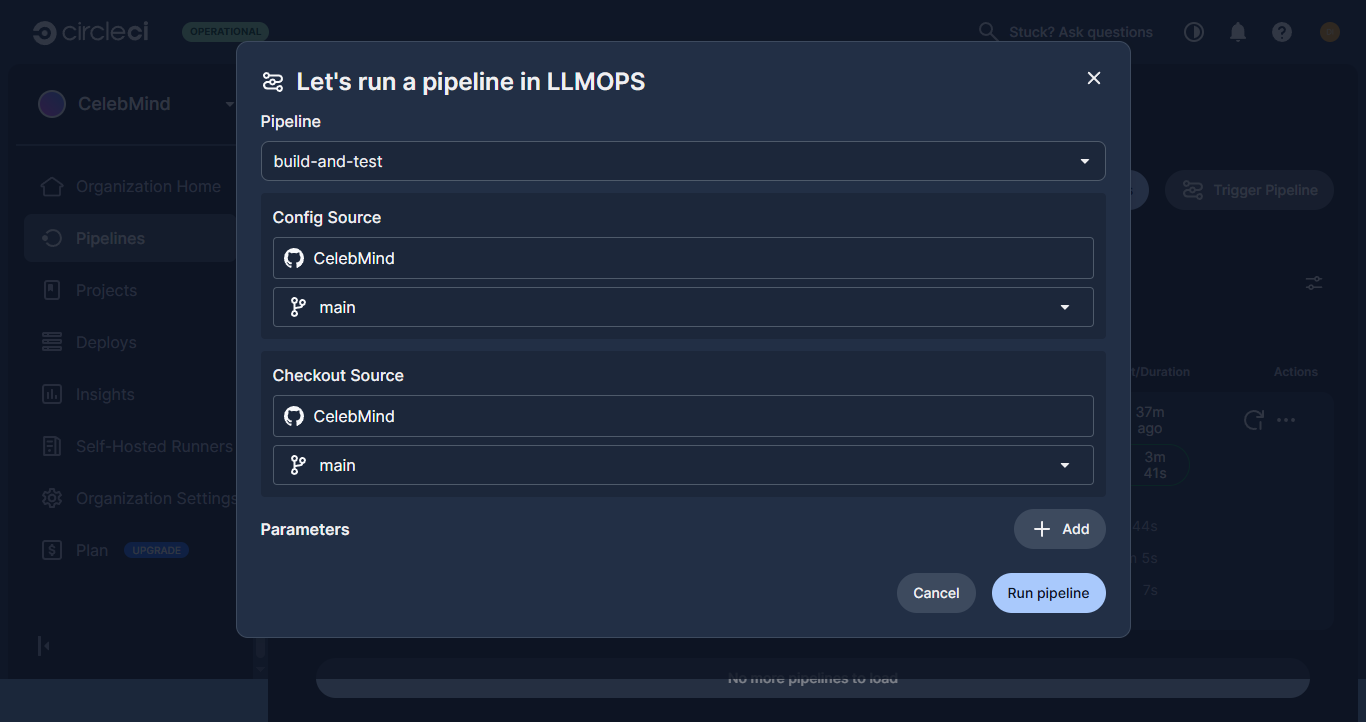 circleci
OPERATIONAL
Stuck? Ask questions
CelebMind
Organization Home
Pipelines
Projects
Deploys
Insights
Self-Hosted Runners
Organization Settings
Plan UPGRADE
Let's run a pipeline in LLMOPS
Pipeline
build-and-test
Config Source
CelebMind
main
Checkout Source
CelebMind
main
Parameters
Add
Cancel
Run pipeline
Trigger Pipeline
/Duration
Actions
37m
ago
3m
41s
44s
5s
7s
No more pipelines to load